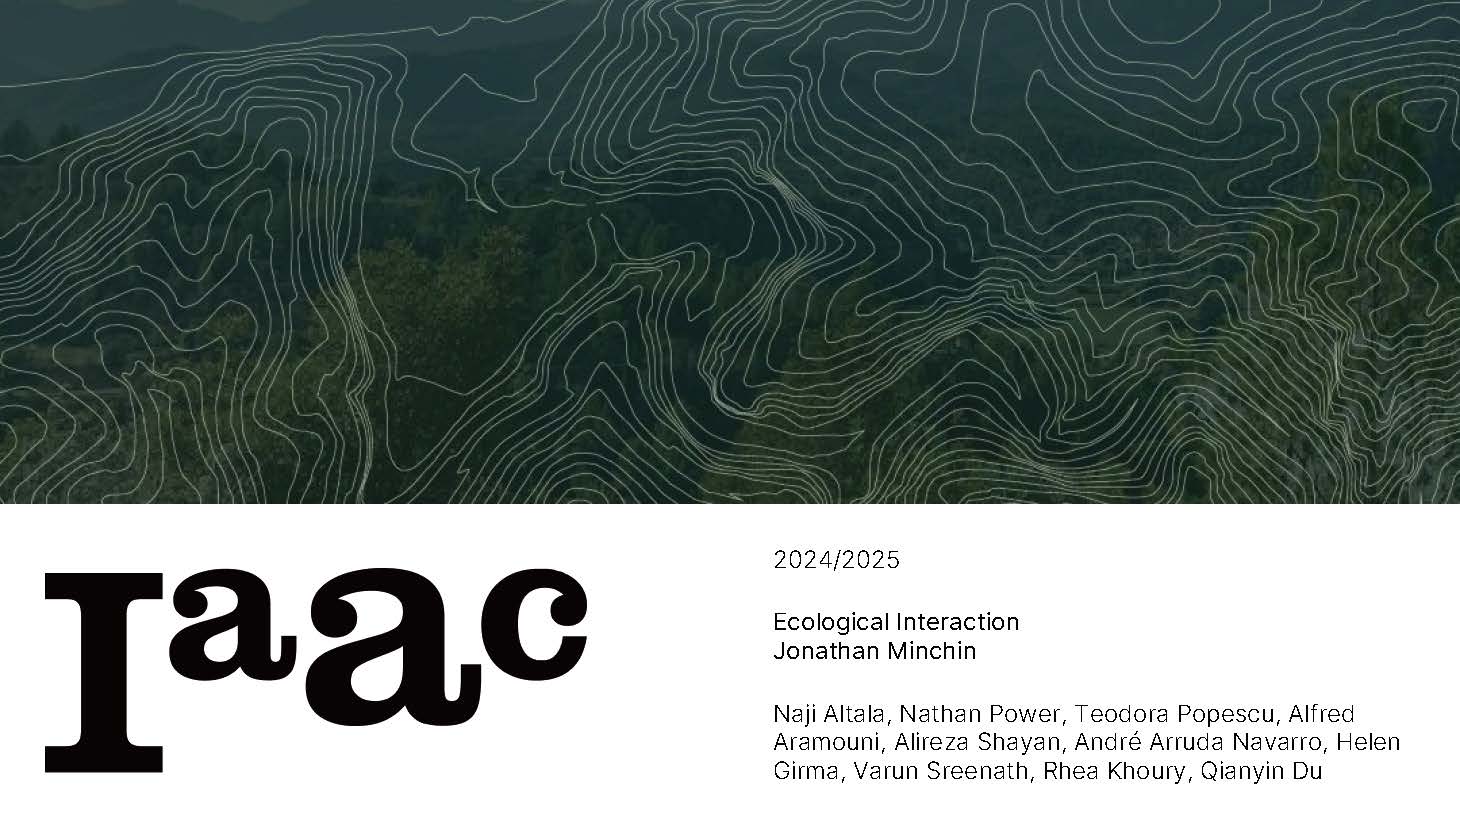 Iaac
2024/2025
Ecological Interaction
Jonathan Minchin
Naji Altala, Nathan Power, Teodora Popescu, Alfred
Aramouni, Alireza Shayan, André Arruda Navarro, Helen
Girma, Varun Sreenath, Rhea Khoury, Qianyin Du